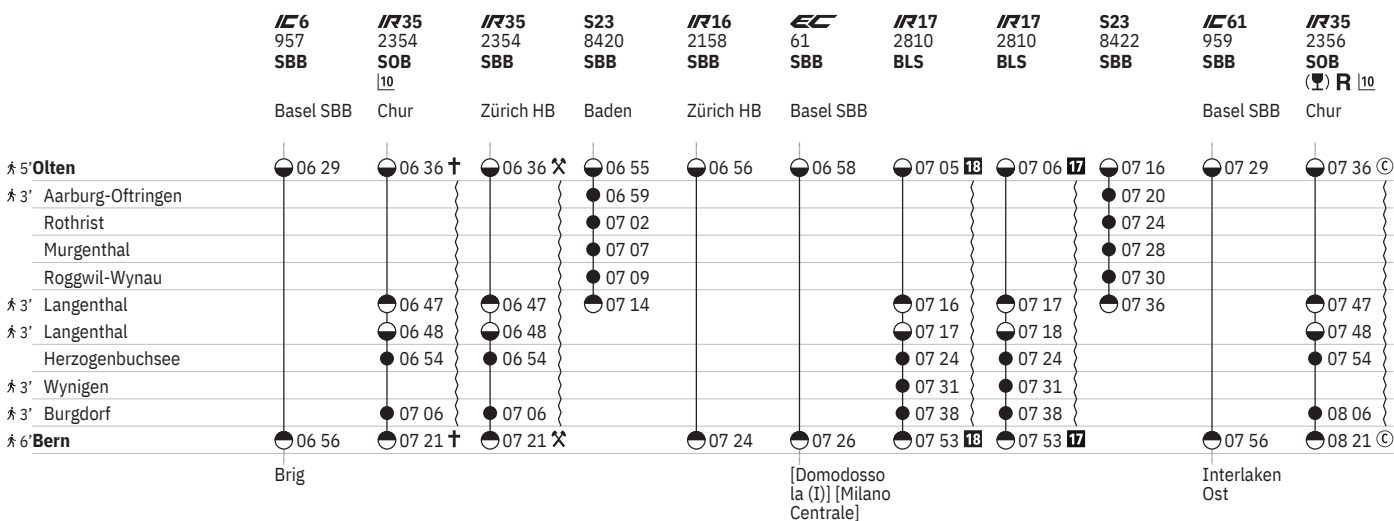 IC6 IR35 IR35 S23 IR16 EC IR17 IR17 S23 IC61 IR35
957 2354 2354 8420 2158 61 2810 2810 8422 959 2356
SBB SOB SBB SBB SBB SBB BLS BLS SBB SBB SOB
10 R 10
Basel SBB Chur Zürich HB Baden Zürich HB Basel SBB Basel SBB Chur
5' Olten 06 29 06 36 06 36 06 55 06 56 06 58 07 05 18 07 06 17 07 16 07 29 07 36 C
3' Aarburg-Oftringen 06 59 07 20
Rothrist 07 02 07 24
Murgenthal 07 07 07 28
Roggwil-Wynau 07 09 07 30
3' Langenthal 06 47 06 47 07 14 07 16 07 17 07 36 07 47
3' Langenthal 06 48 06 48 07 17 07 18 07 48
Herzogenbuchsee 06 54 06 54 07 24 07 24 07 54
3' Wynigen 07 31 07 31
3' Burgdorf 07 06 07 06 07 38 07 38 08 06
6' Bern 06 56 07 21 07 21 07 24 07 26 07 53 18 07 53 17 07 56 08 21 C
Brig [Domodosso Interlaken
la (I)] [Milano Ost
Centrale]